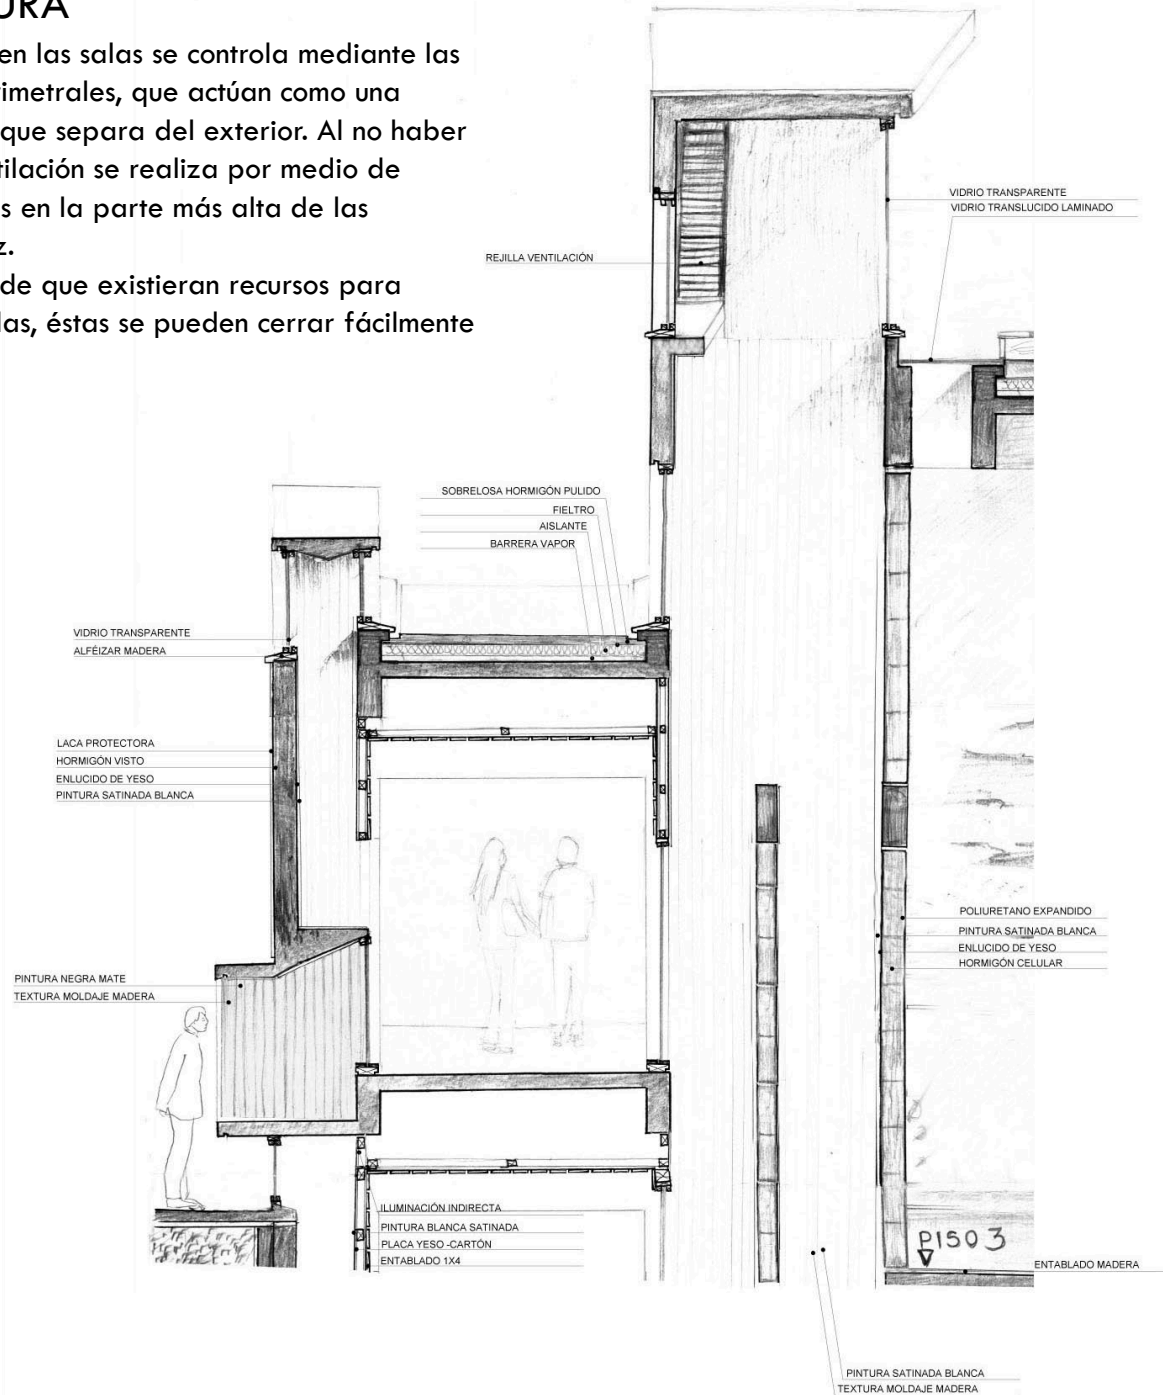 URA
en las salas se controla mediante las
imetrales, que actúan como una
que separa del exterior. Al no haber
tilación se realiza por medio de
s en la parte más alta de las
z.
de que existieran recursos para
las, éstas se pueden cerrar fácilmente
VIDRIO TRANSPARENTE
VIDRIO TRANSLUCIDO LAMINADO
REJILLA VENTILACIÓN
SOBRELOSA HORMIGÓN PULIDO
FIELTRO
AISLANTE
BARRERA VAPOR
VIDRIO TRANSPARENTE
ALFÉIZAR MADERA
LACA PROTECTORA
HORMIGÓN VISTO
ENLUCIDO DE YESO
PINTURA SATINADA BLANCA
POLIURETANO EXPANDIDO
PINTURA SATINADA BLANCA
ENLUCIDO DE YESO
HORMIGÓN CELULAR
PINTURA NEGRA MATE
TEXTURA MOLDAJE MADERA
ILUMINACIÓN INDIRECTA
PINTURA BLANCA SATINADA
PLACA YESO -CARTÓN
ENTABLADO 1X4
PISO 3
ENTABLADO MADERA
PINTURA SATINADA BLANCA
TEXTURA MOLDAJE MADERA